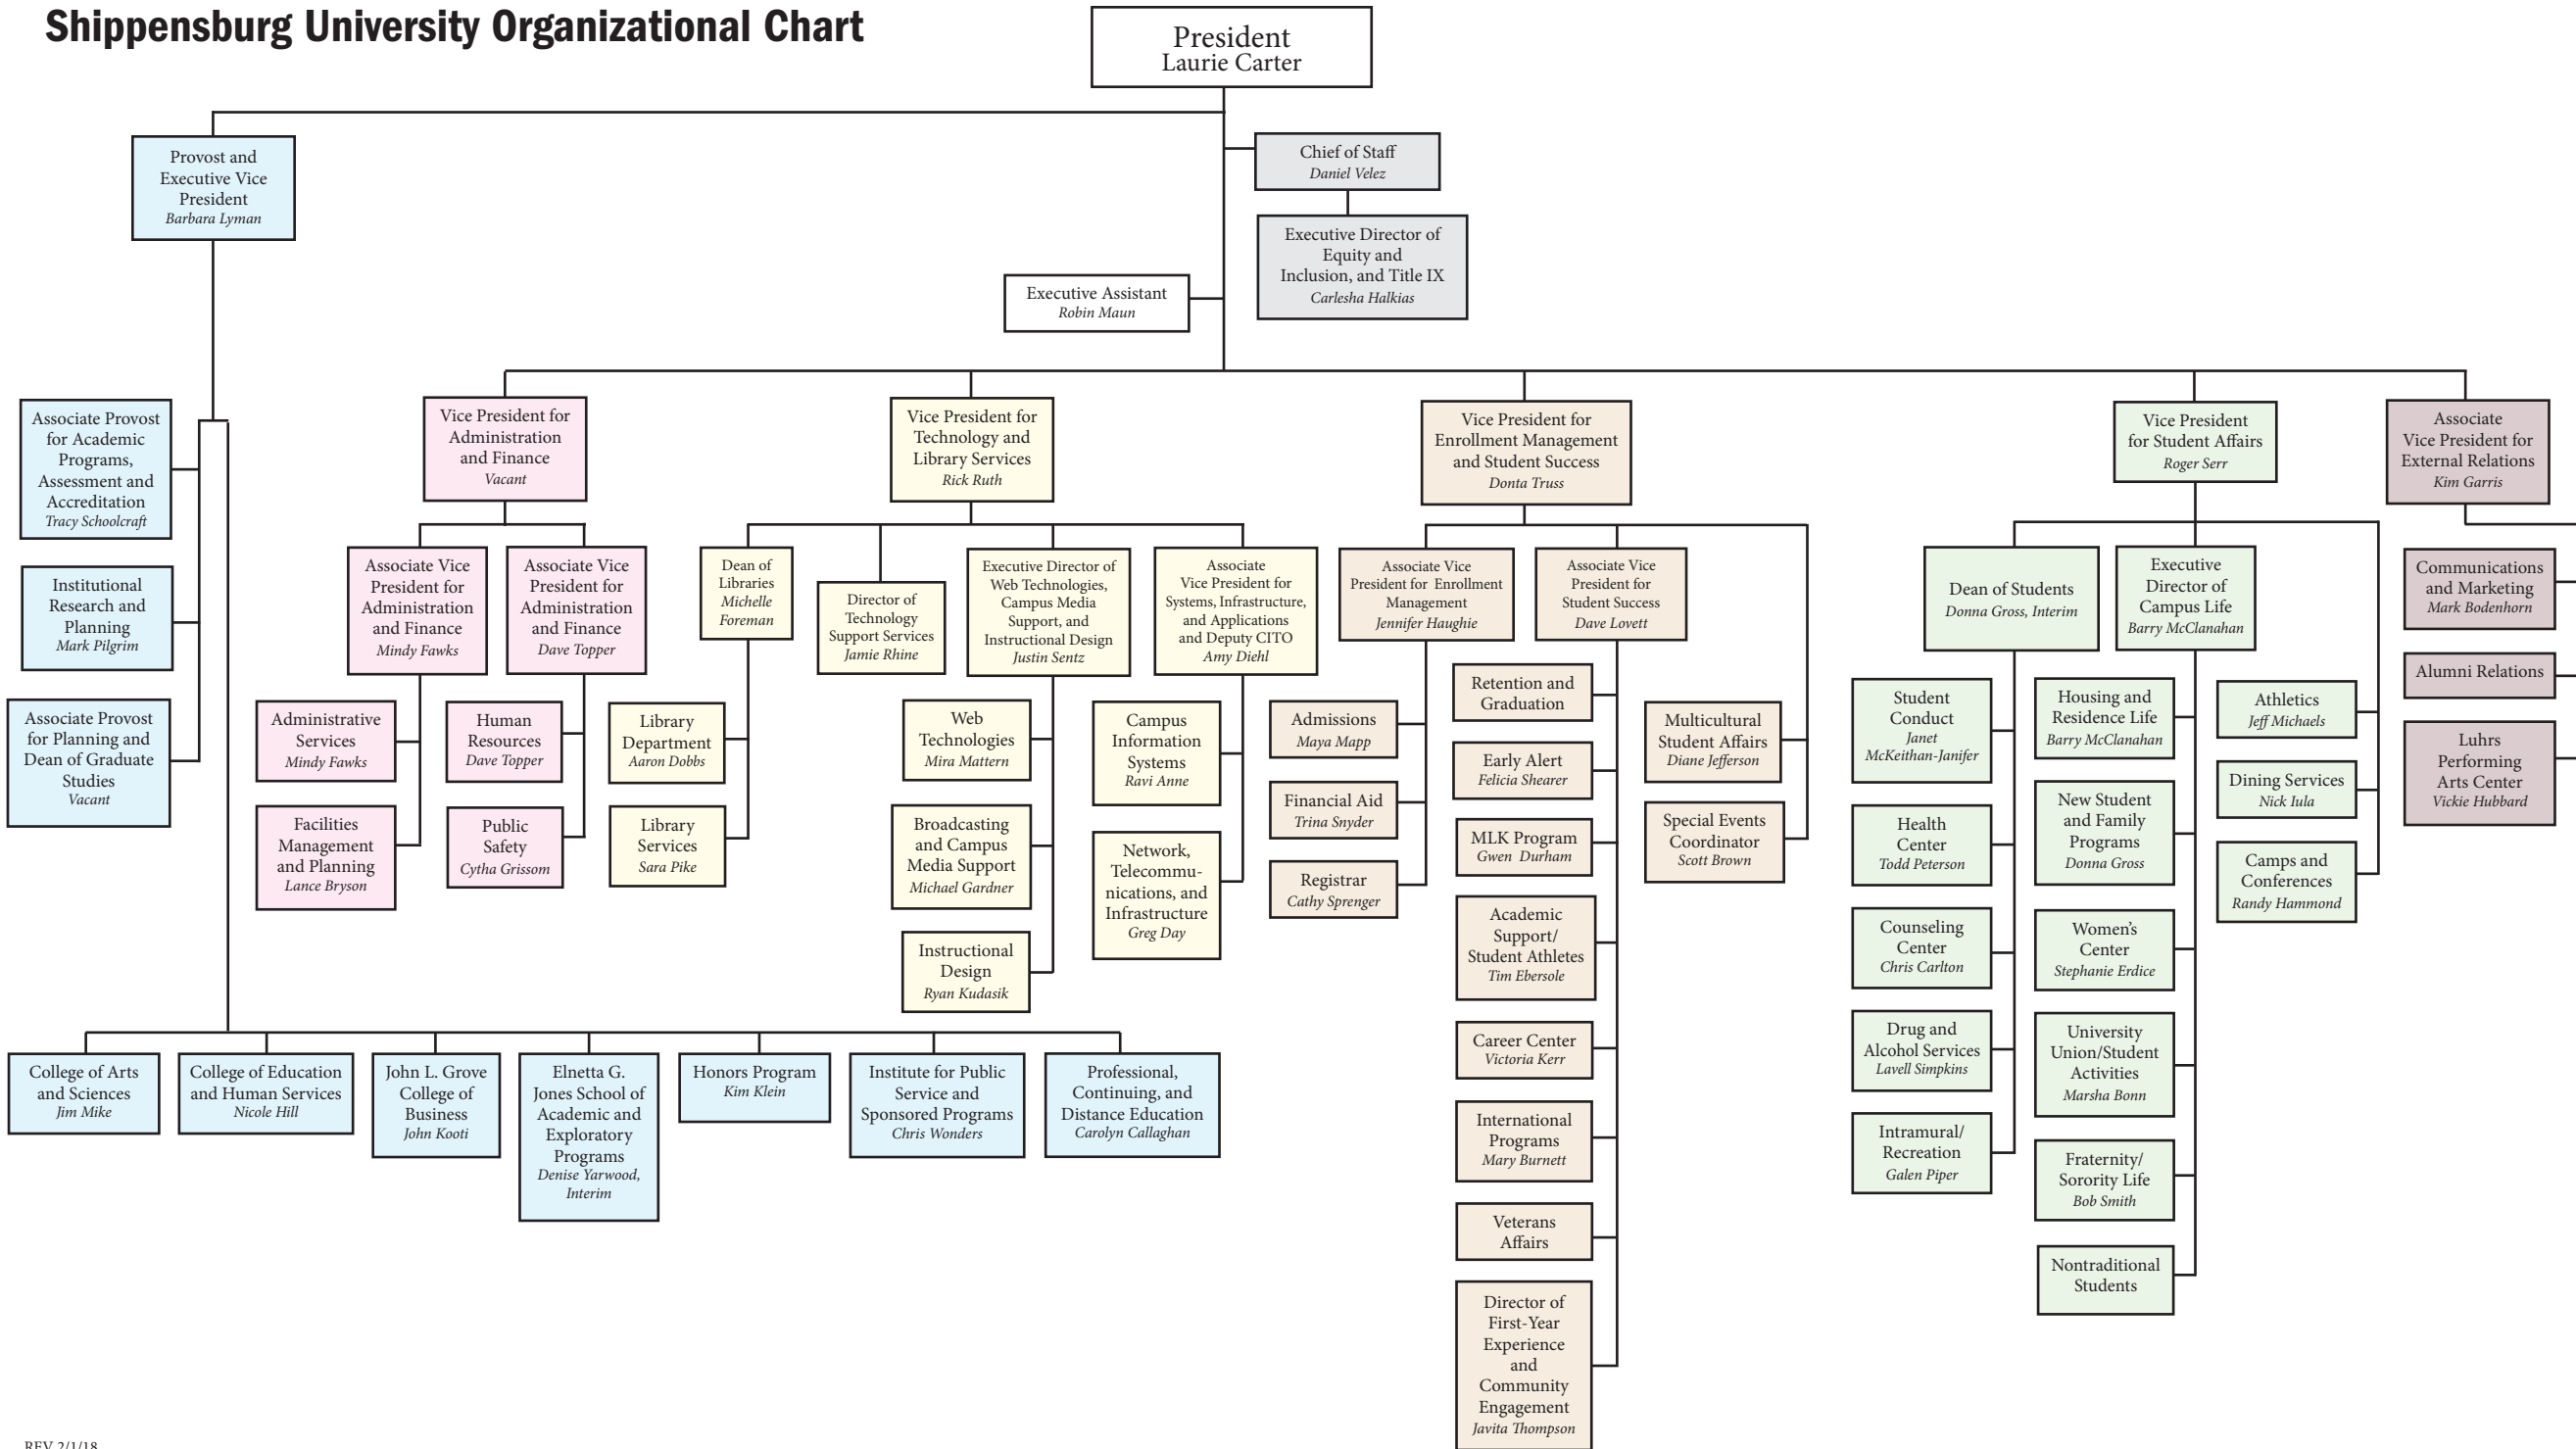 Shippensburg University Organizational Chart
President
Laurie Carter
Provost and
Executive Vice
President
Barbara Lyman
Chief of Staff
Daniel Velez
Executive Director of
Equity and
Inclusion, and Title IX
Carlesha Halkias
Executive Assistant
Robin Maun
Associate Provost
for Academic
Programs,
Assessment and
Accreditation
Tracy Schoolcraft
Institutional
Research and
Planning
Mark Pilgrim
Associate Provost
for Planning and
Dean of Graduate
Studies
Vacant
Vice President for
Administration
and Finance
Vacant
Associate Vice
President for
Administration
and Finance
Mindy Fawks
Associate Vice
President for
Administration
and Finance
Dave Topper
Administrative
Services
Mindy Fawks
Facilities
Management
and Planning
Lance Bryson
Human
Resources
Dave Topper
Public
Safety
Cytha Grissom
Vice President for
Technology and
Library Services
Rick Ruth
Dean of
Libraries
Michelle
Foreman
Director of
Technology
Support Services
Jamie Rhine
Executive Director of
Web Technologies,
Campus Media
Support, and
Instructional Design
Justin Sentz
Associate
Vice President for
Systems, Infrastructure,
and Applications
and Deputy CITO
Amy Diehl
Library
Department
Aaron Dobbs
Library
Services
Sara Pike
Web
Technologies
Mira Mattern
Broadcasting
and Campus
Media Support
Michael Gardner
Instructional
Design
Ryan Kudasik
Campus
Information
Systems
Ravi Anne
Network,
Telecommu-
nications, and
Infrastructure
Greg Day
Vice President for
Enrollment Management
and Student Success
Donta Truss
Associate Vice
President for Enrollment
Management
Jennifer Haughie
Associate Vice
President for
Student Success
Dave Lovett
Admissions
Maya Mapp
Financial Aid
Trina Snyder
Registrar
Cathy Sprenger
Retention and
Graduation
Early Alert
Felicia Shearer
MLK Program
Gwen Durham
Academic
Support/
Student Athletes
Tim Ebersole
Career Center
Victoria Kerr
International
Programs
Mary Burnett
Veterans
Affairs
Director of
First-Year
Experience
and
Community
Engagement
Javita Thompson
Multicultural
Student Affairs
Diane Jefferson
Special Events
Coordinator
Scott Brown
Vice President
for Student Affairs
Roger Serr
Dean of Students
Donna Gross, Interim
Executive
Director of
Campus Life
Barry McClanahan
Student
Conduct
Janet
McKeithan-Janifer
Health
Center
Todd Peterson
Counseling
Center
Chris Carlton
Drug and
Alcohol Services
Lavell Simpkins
Intramural/
Recreation
Galen Piper
Housing and
Residence Life
Barry McClanahan
New Student
and Family
Programs
Donna Gross
Women's
Center
Stephanie Erdice
University
Union/Student
Activities
Marsha Bonn
Fraternity/
Sorority Life
Bob Smith
Nontraditional
Students
Athletics
Jeff Michaels
Dining Services
Nick Iula
Camps and
Conferences
Randy Hammond
Associate
Vice President for
External Relations
Kim Garris
Communications
and Marketing
Mark Bodenhorn
Alumni Relations
Luhrs
Performing
Arts Center
Vickie Hubbard
College of Arts
and Sciences
Jim Mike
College of Education
and Human Services
Nicole Hill
John L. Grove
College of
Business
John Kooti
Elnetta G.
Jones School of
Academic and
Exploratory
Programs
Denise Yarwood,
Interim
Honors Program
Kim Klein
Institute for Public
Service and
Sponsored Programs
Chris Wonders
Professional,
Continuing, and
Distance Education
Carolyn Callaghan
REV 2/1/18